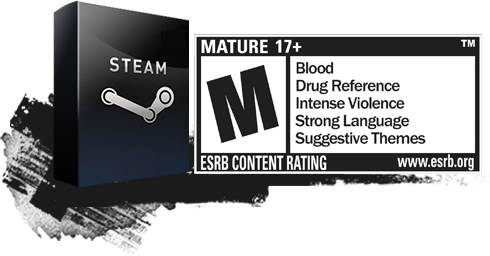 STEAM
MATURE 17+
TM
M
Blood
Drug Reference
Intense Violence
Strong Language
Suggestive Themes
ESRB CONTENT RATING
www.esrb.org